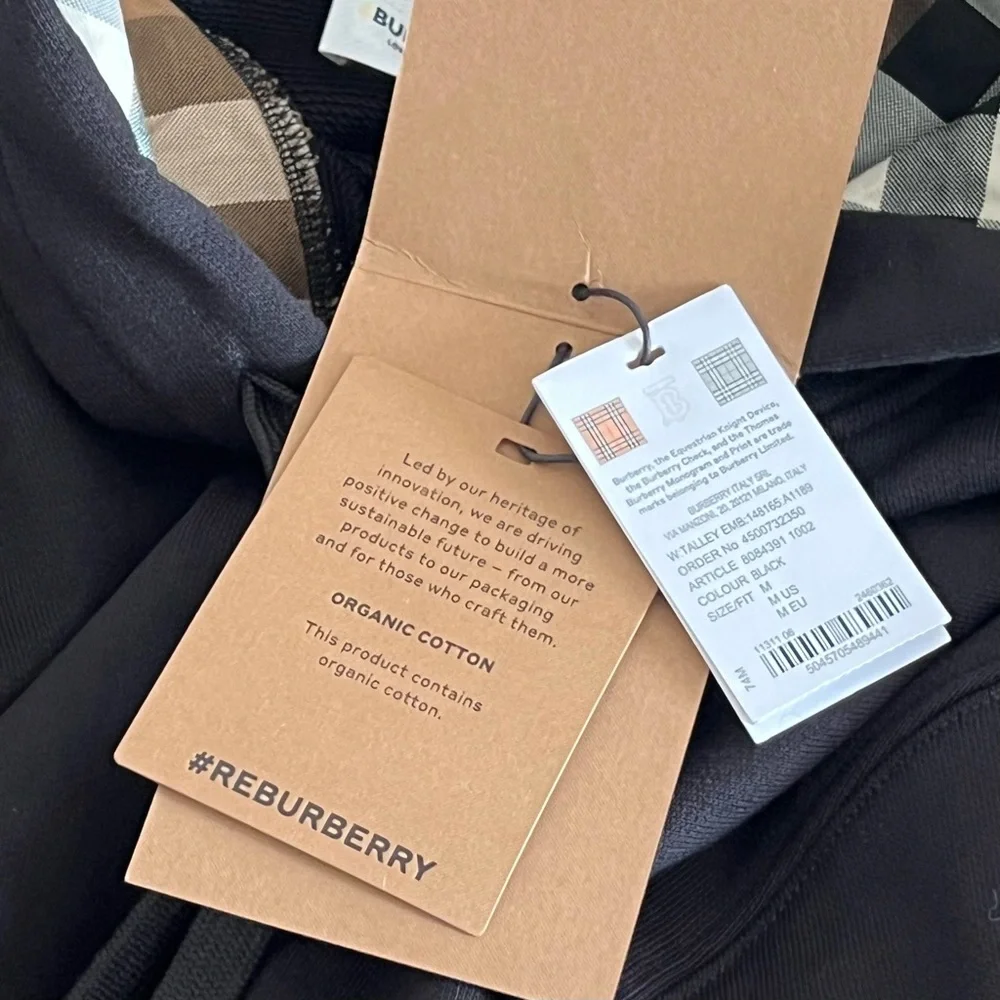 BU
Led by our heritage of
innovation, we are driving
positive change to build a more
sustainable future – from our
products to our packaging
and for those who craft them.
ORGANIC COTTON
This product contains
organic cotton.
#REBURBERRY
Burberry, the Equestrian Knight Device,
the Burberry Check, and the Thomas
Burberry Monogram and Print are trade
marks belonging to Burberry Limited.
BURBERRY ITALY SRL
VIA MANZONI, 20, 20121 MILANO, ITALY
W:TALLEY EMB:148165;A1189
ORDER No 4500732350
ARTICLE 8084391 1002
COLOUR BLACK
SIZE/FIT M
M US
M EU
11311 06 2460362
5045705489441
74M